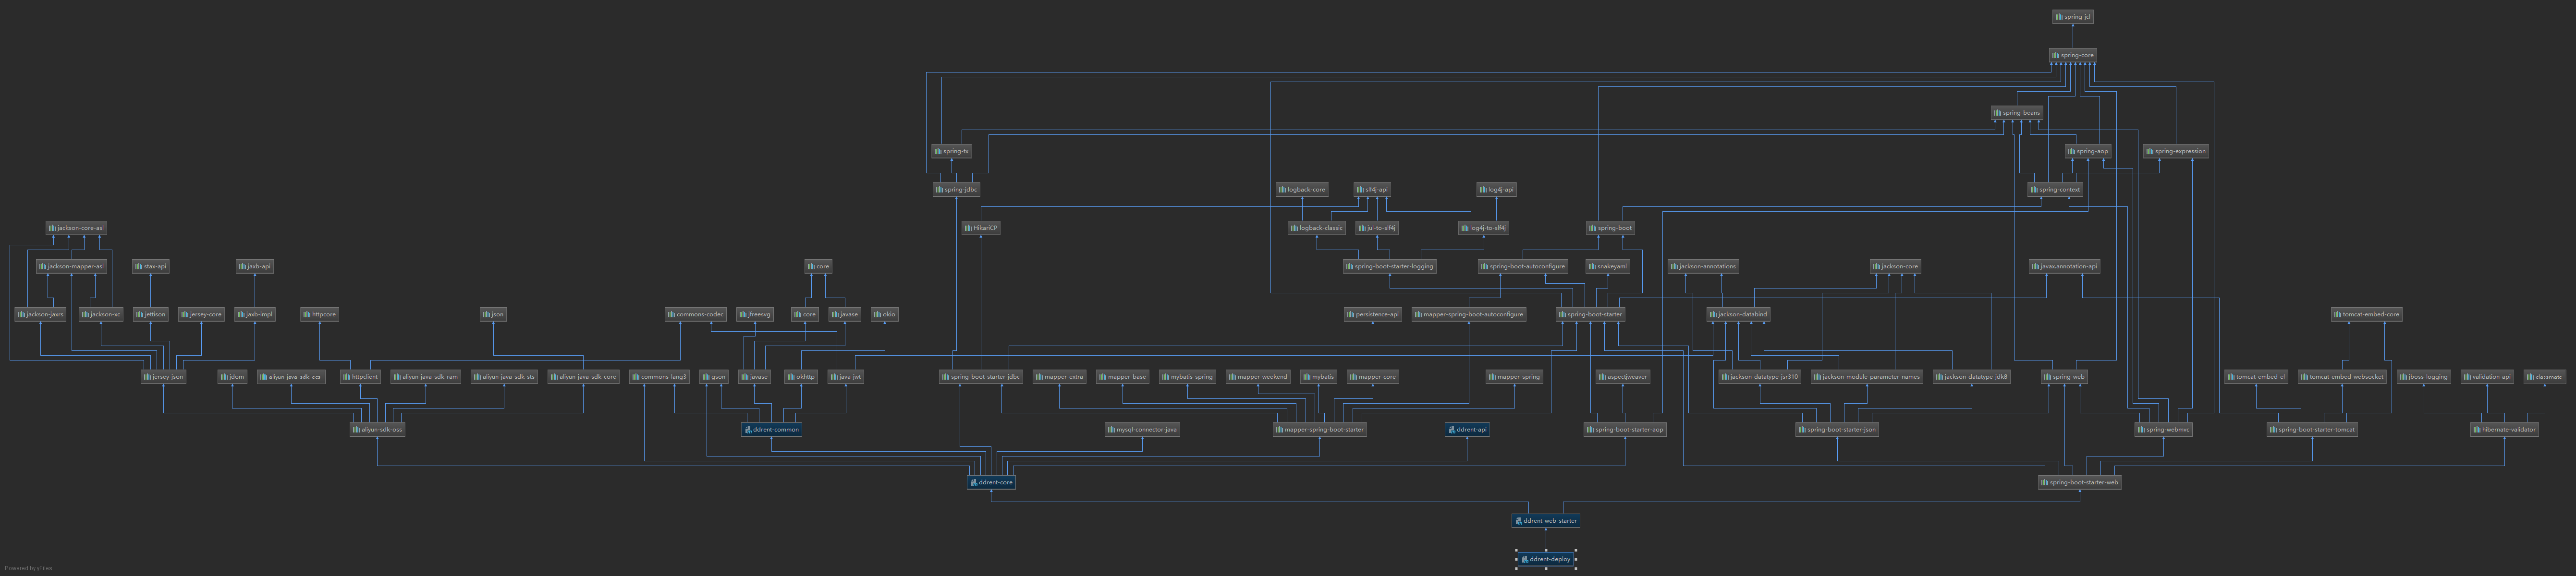 spring-jcl
spring-core
spring-beans
spring-tx
spring-aop
spring-expression
spring-jdbc
logback-core
slf4j-api
log4j-api
spring-context
jackson-core-asl
HikariCP
logback-classic
jul-to-slf4j
log4j-to-slf4j
spring-boot
jackson-mapper-asl
stax-api
jaxb-api
core
spring-boot-starter-logging
spring-boot-autoconfigure
snakeyaml
jackson-annotations
jackson-core
javax.annotation-api
jackson-jaxrs
jackson-xc
jettison
jersey-core
jaxb-impl
httpcore
json
commons-codec
jfreesvg
core
javase
okio
persistence-api
mapper-spring-boot-autoconfigure
spring-boot-starter
jackson-databind
tomcat-embed-core
jersey-json
jdom
aliyun-java-sdk-ecs
httpclient
aliyun-java-sdk-ram
aliyun-java-sdk-sts
aliyun-java-sdk-core
commons-lang3
gson
javase
okhttp
java-jwt
spring-boot-starter-jdbc
mapper-extra
mapper-base
mybatis-spring
mapper-weekend
mybatis
mapper-core
mapper-spring
aspectjweaver
jackson-datatype-jsr310
jackson-module-parameter-names
jackson-datatype-jdk8
spring-web
tomcat-embed-el
tomcat-embed-websocket
jboss-logging
validation-api
classmate
aliyun-sdk-oss
ddrent-common
mysql-connector-java
mapper-spring-boot-starter
ddrent-api
spring-boot-starter-aop
spring-boot-starter-json
spring-webmvc
spring-boot-starter-tomcat
hibernate-validator
ddrent-core
spring-boot-starter-web
ddrent-web-starter
ddrent-deploy
Powered by yFiles